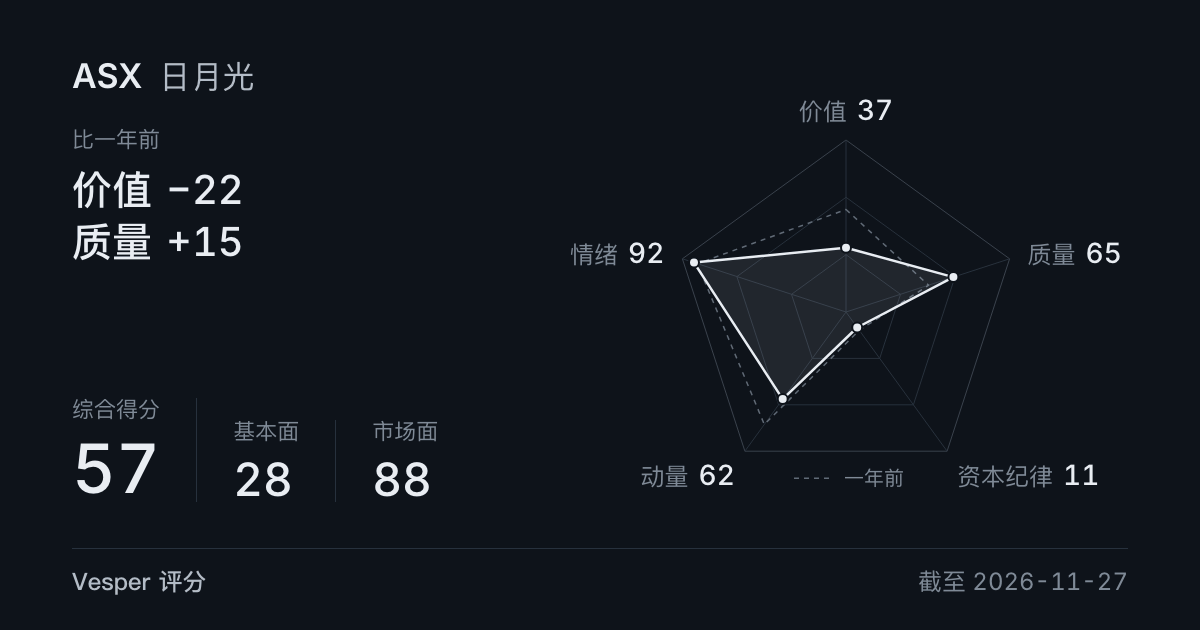 ASX 日月光
比一年前
价值 −22
质量 +15
价值 37
情绪 92
质量 65
动量 62
一年前
资本纪律 11
综合得分
57
基本面
28
市场面
88
Vesper 评分
截至 2026-11-27